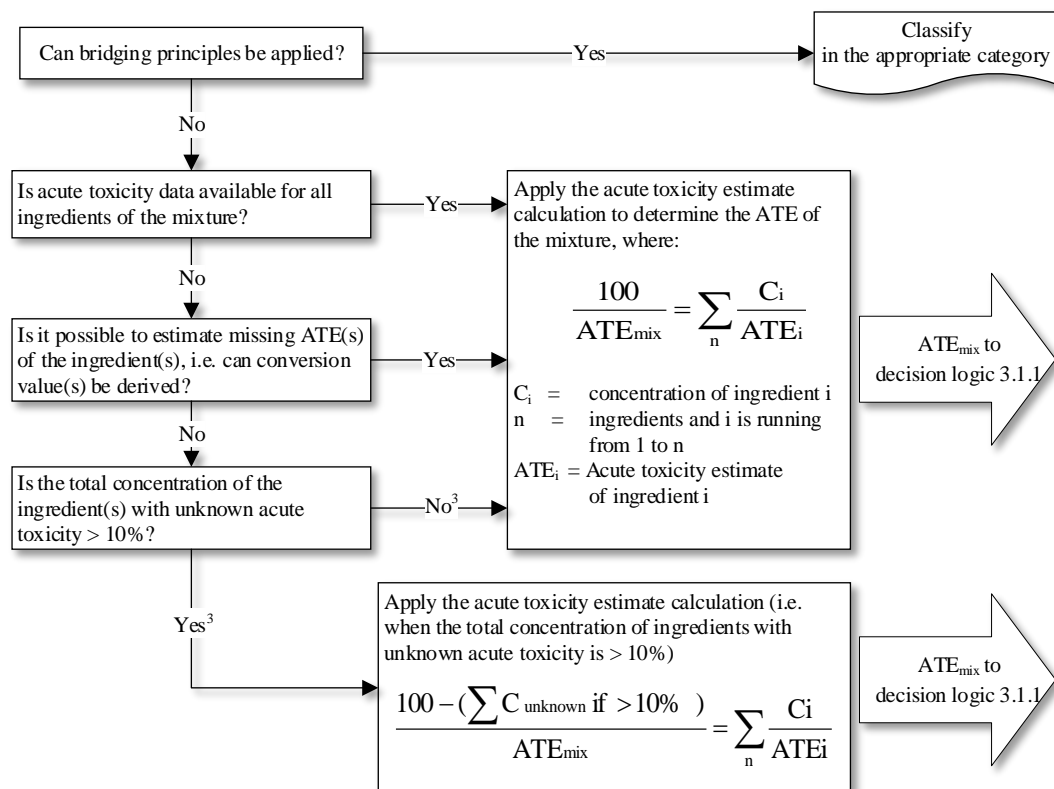 Can bridging principles be applied?
Yes
Classify
in the appropriate category
No
Is acute toxicity data available for all
ingredients of the mixture?
Yes
No
Is it possible to estimate missing ATE(s)
of the ingredient(s), i.e. can conversion
value(s) be derived?
Yes
No
Is the total concentration of the
ingredient(s) with unknown acute
toxicity > 10%?
No³
Apply the acute toxicity estimate
calculation to determine the ATE of
the mixture, where:
100 / ATEmix = ∑n Ci / ATEi
Ci = concentration of ingredient i
n = ingredients and i is running
from 1 to n
ATEi = Acute toxicity estimate
of ingredient i
ATEmix to
decision logic 3.1.1
Yes³
Apply the acute toxicity estimate calculation (i.e.
when the total concentration of ingredients with
unknown acute toxicity is > 10%)
100 – (∑ C unknown if > 10% ) / ATEmix = ∑n Ci / ATEi
ATEmix to
decision logic 3.1.1